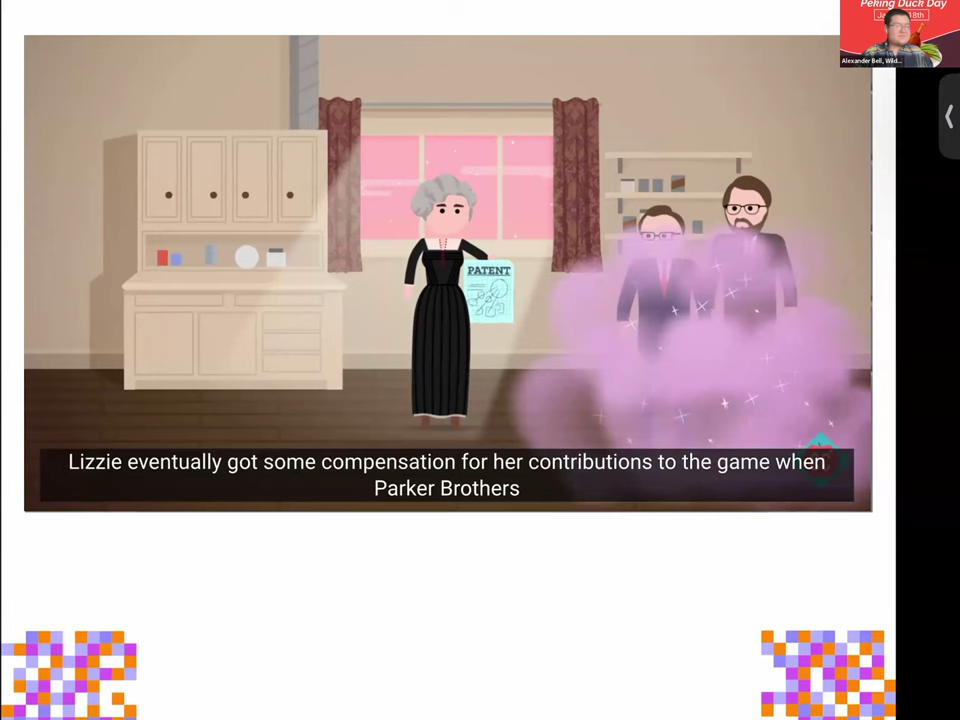 Peking Duck Day
18th
Alexander Bell, Wild...
PATENT
Lizzie eventually got some compensation for her contributions to the game when
Parker Brothers